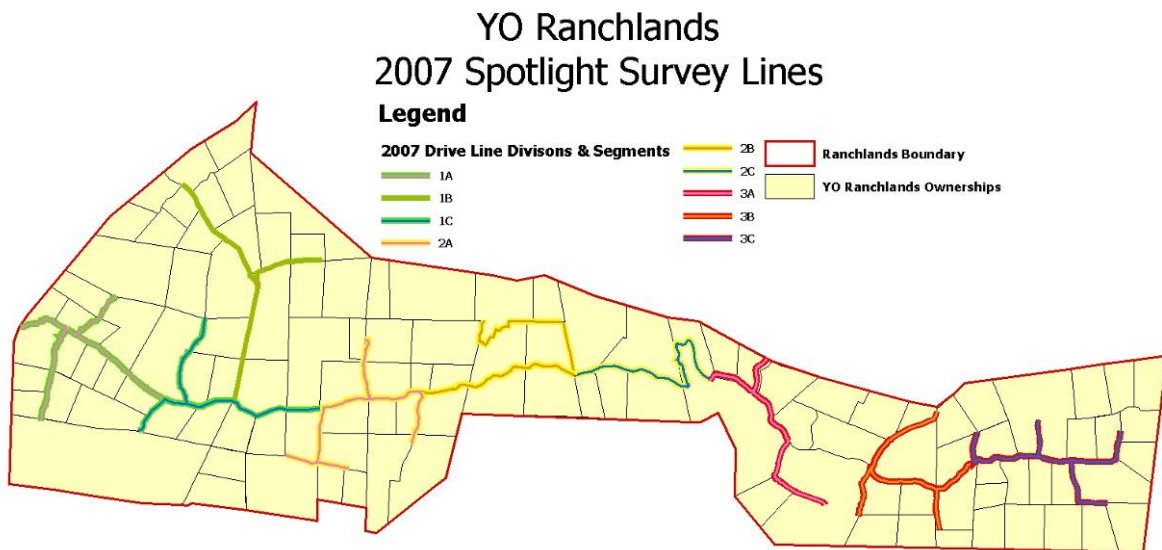 YO Ranchlands
2007 Spotlight Survey Lines
Legend
2007 Drive Line Divisons & Segments
1A
1B
1C
2A
2B
2C
3A
3B
3C
Ranchlands Boundary
YO Ranchlands Ownerships